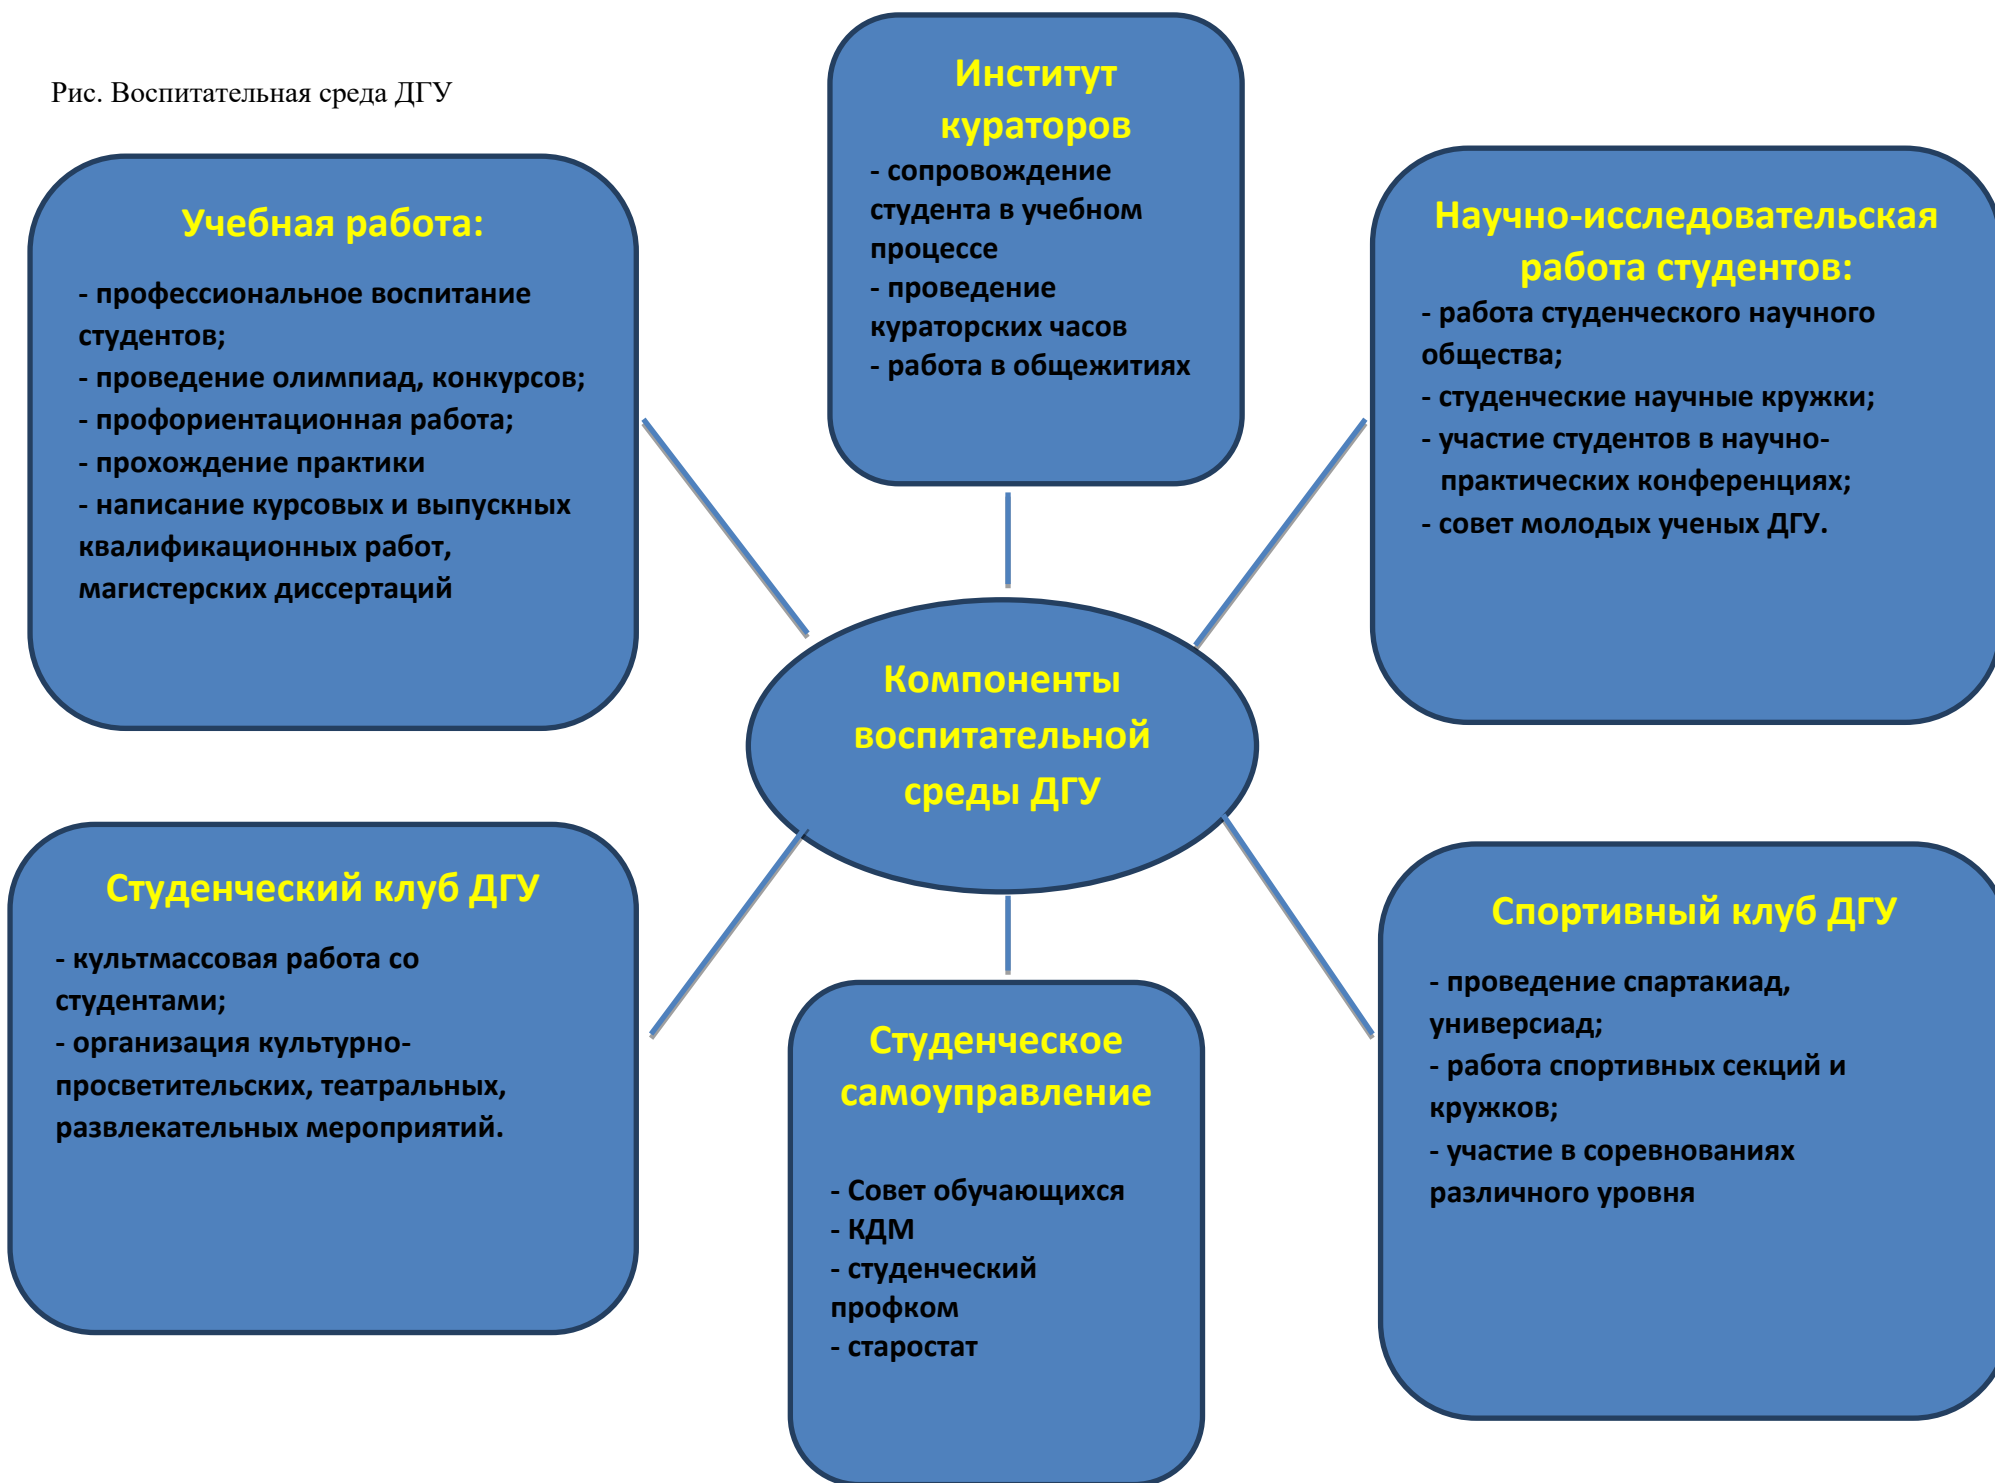 Рис. Воспитательная среда ДГУ
Институт
кураторов
- сопровождение
студента в учебном
процессе
- проведение
кураторских часов
- работа в общежитиях
Учебная работа:
- профессиональное воспитание
студентов;
- проведение олимпиад, конкурсов;
- профориентационная работа;
- прохождение практики
- написание курсовых и выпускных
квалификационных работ,
магистерских диссертаций
Научно-исследовательская
работа студентов:
- работа студенческого научного
общества;
- студенческие научные кружки;
- участие студентов в научно-
практических конференциях;
- совет молодых ученых ДГУ.
Компоненты
воспитательной
среды ДГУ
Студенческий клуб ДГУ
- культмассовая работа со
студентами;
- организация культурно-
просветительских, театральных,
развлекательных мероприятий.
Студенческое
самоуправление
- Совет обучающихся
- КДМ
- студенческий
профком
- старостат
Спортивный клуб ДГУ
- проведение спартакиад,
универсиад;
- работа спортивных секций и
кружков;
- участие в соревнованиях
различного уровня